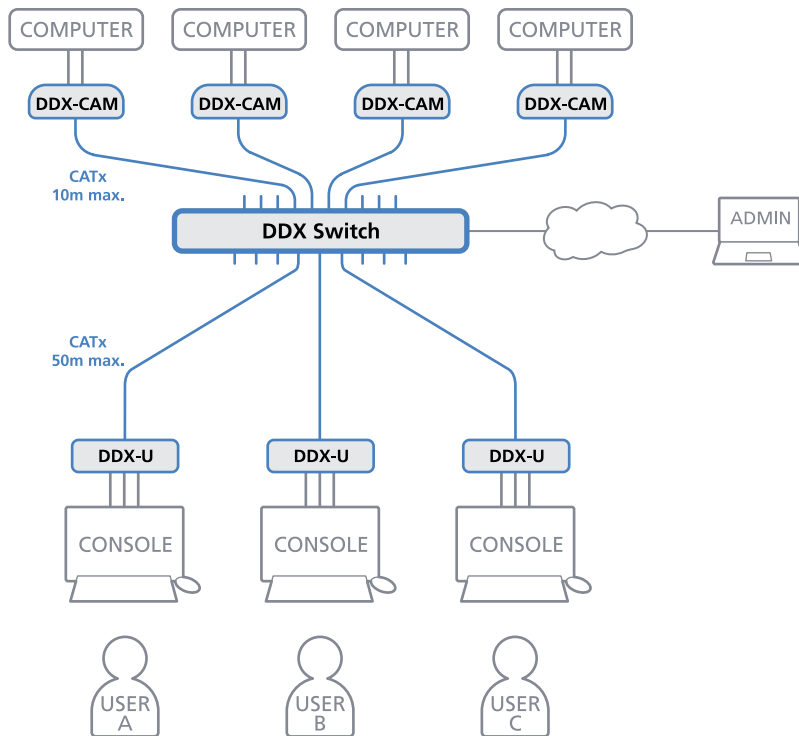 COMPUTER COMPUTER COMPUTER COMPUTER
DDX-CAM DDX-CAM DDX-CAM DDX-CAM
CATx
10m max.
DDX Switch
ADMIN
CATx
50m max.
DDX-U DDX-U DDX-U
CONSOLE CONSOLE CONSOLE
USER USER USER
A B C